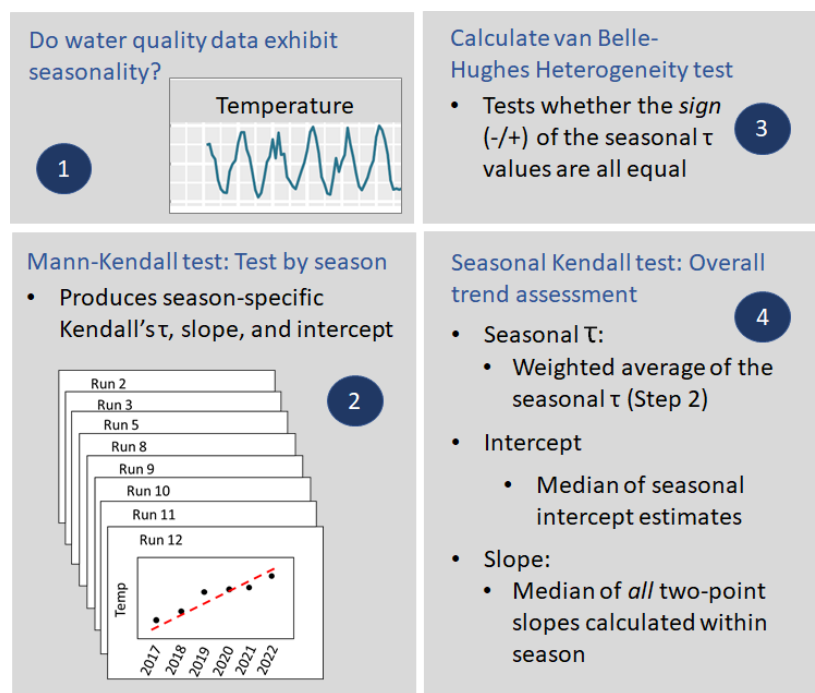 Do water quality data exhibit
seasonality?
Temperature
1
Calculate van Belle-
Hughes Heterogeneity test
• Tests whether the sign
(-/+) of the seasonal τ
values are all equal
3
Mann-Kendall test: Test by season
• Produces season-specific
Kendall's τ, slope, and intercept
2
Run 2
Run 3
Run 5
Run 8
Run 9
Run 10
Run 11
Run 12
Temp
2017
2018
2019
2020
2021
2022
Seasonal Kendall test: Overall
trend assessment
4
• Seasonal τ:
• Weighted average of the
seasonal τ (Step 2)
• Intercept
• Median of seasonal
intercept estimates
• Slope:
• Median of all two-point
slopes calculated within
season